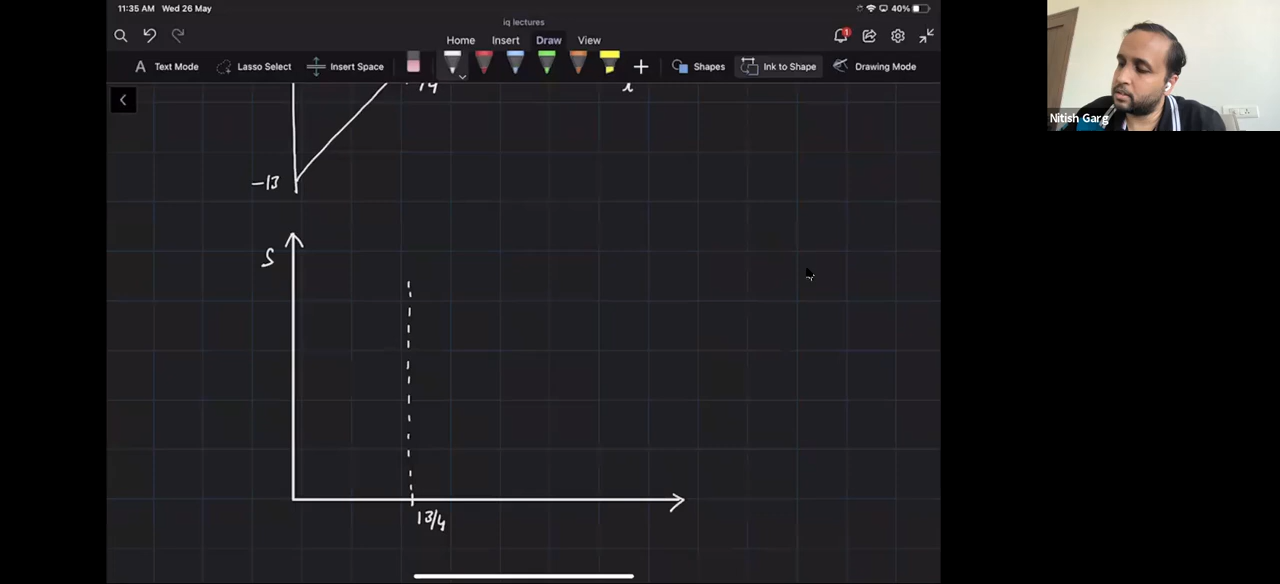 11:35 AM Wed 26 May
40%
iq lectures
Home Insert Draw View
1
A Text Mode Lasso Select Insert Space Shapes Ink to Shape Drawing Mode
Nitish Garg
t
-13
S
13/4